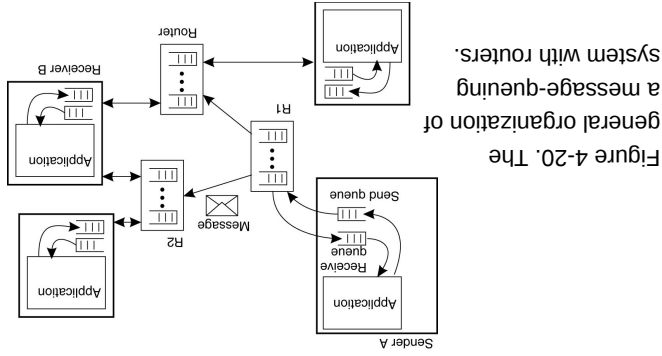 Sender A
Application
Receive
queue
Send queue
R1
Message
R2
Application
Application
Receiver B
Application
Router
Figure 4-20. The
general organization of
a message-queuing
system with routers.